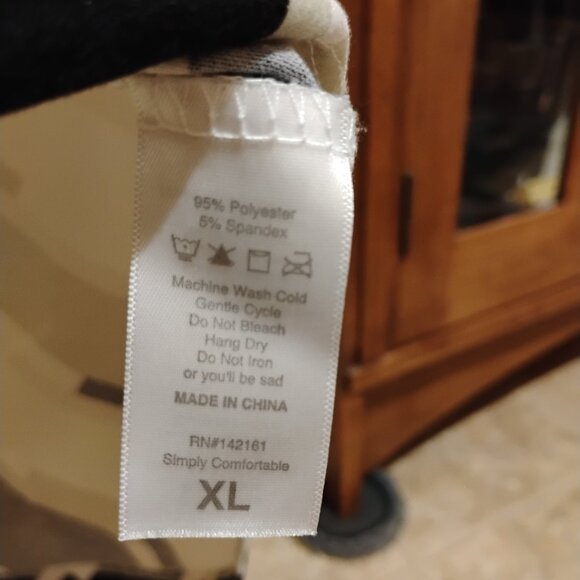 95% Polyester
5% Spandex
Machine Wash Cold
Gentle Cycle
Do Not Bleach
Hang Dry
Do Not Iron
or you'll be sad
MADE IN CHINA
RN#142161
Simply Comfortable
XL